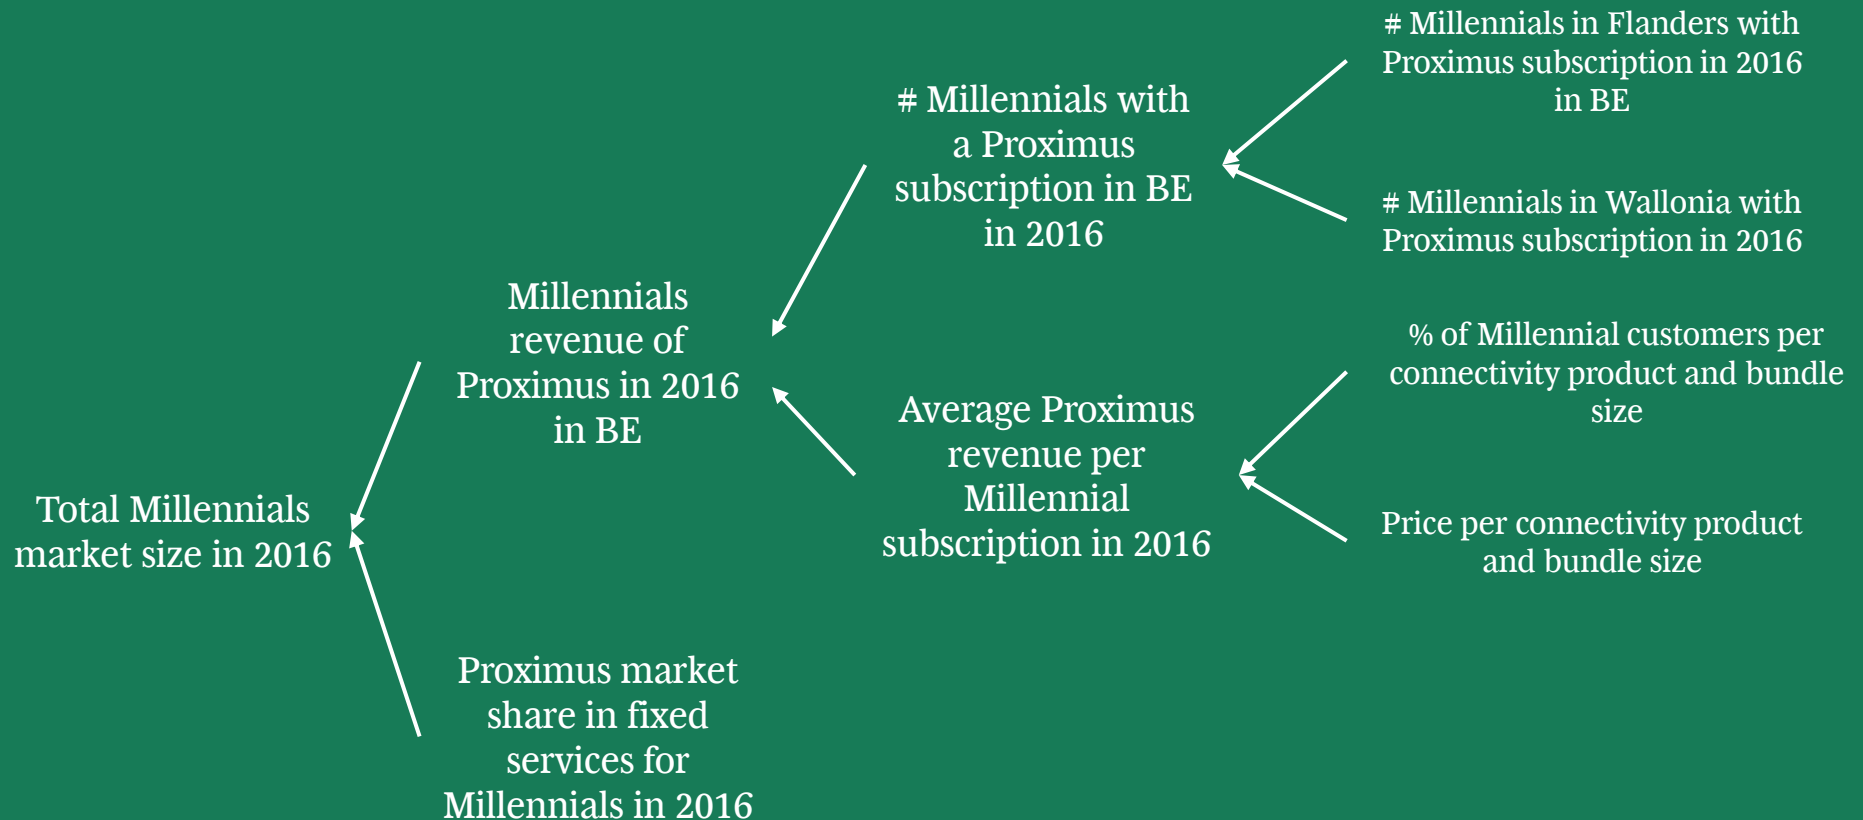 Total Millennials
market size in 2016
Millennials
revenue of
Proximus in 2016
in BE
Proximus market
share in fixed
services for
Millennials in 2016
# Millennials with
a Proximus
subscription in BE
in 2016
Average Proximus
revenue per
Millennial
subscription in 2016
# Millennials in Flanders with
Proximus subscription in 2016
in BE
# Millennials in Wallonia with
Proximus subscription in 2016
% of Millennial customers per
connectivity product and bundle
size
Price per connectivity product
and bundle size